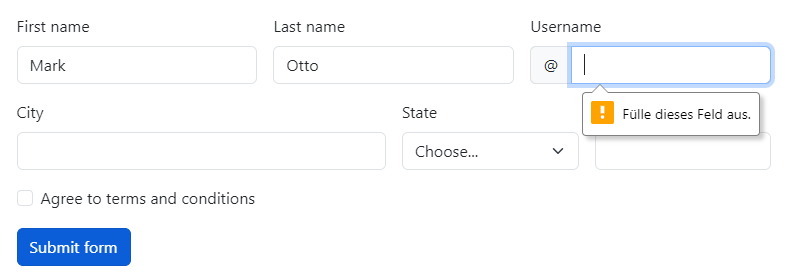 First name
Last name
Username
Mark
Otto
@
City
State
Fülle dieses Feld aus.
Choose...
Agree to terms and conditions
Submit form